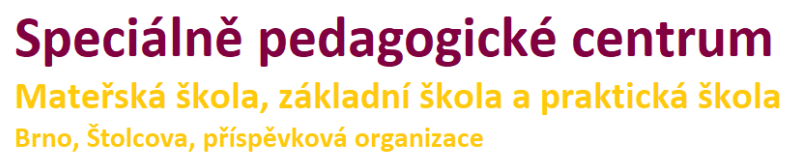 Speciálně pedagogické centrum
Mateřská škola, základní škola a praktická škola
Brno, Štolcova, příspěvková organizace